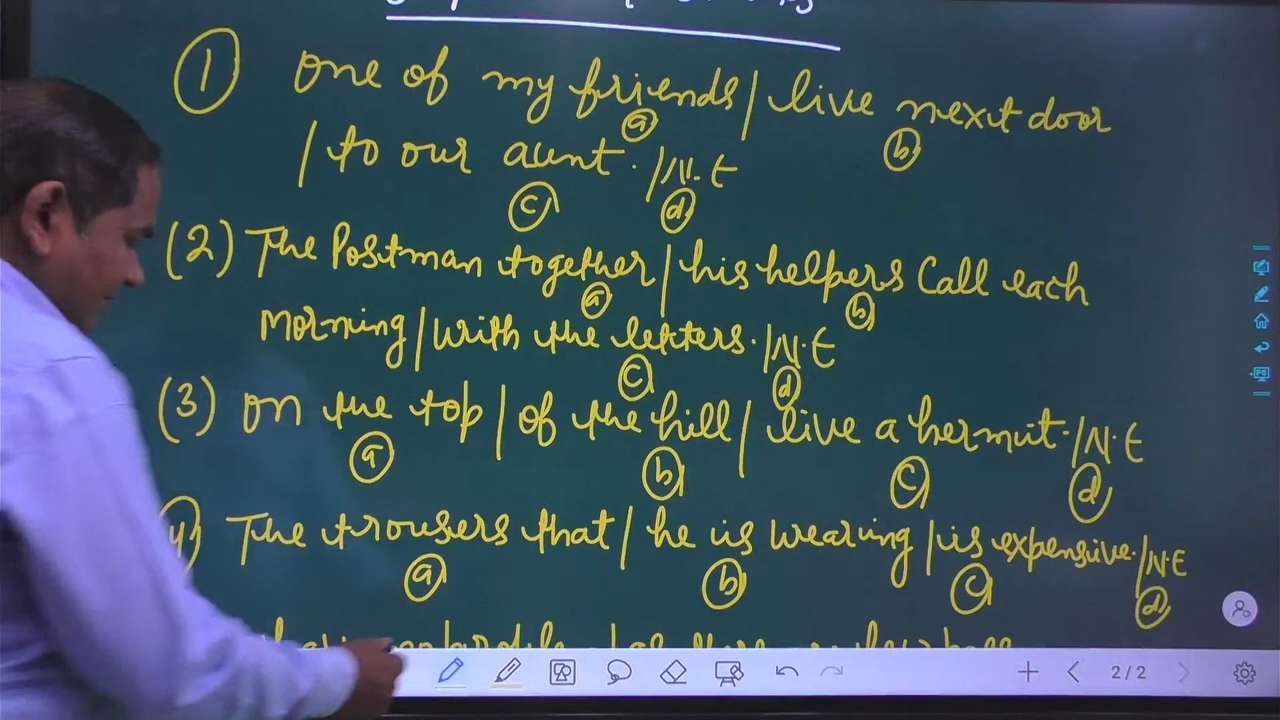 ① One of my friends / live next door
ⓐ ⓑ
/ to our aunt. / N.E
ⓒ ⓓ
(2) The Postman together / his helpers Call each
ⓐ ⓑ
Morning / with the letters. / N.E
ⓒ ⓓ
(3) On the top / of the hill / live a hermit. / N.E
ⓐ ⓑ ⓒ ⓓ
4) The trousers that / he is wearing / is expensive. / N.E
ⓐ ⓑ ⓒ ⓓ
2/2